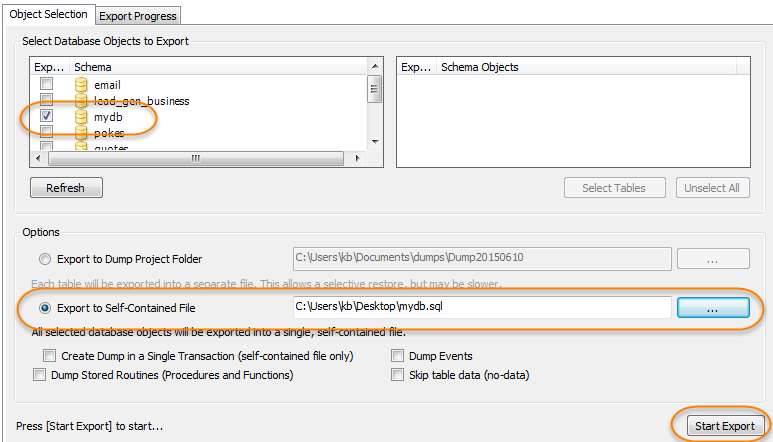 Object Selection
Export Progress
Select Database Objects to Export
Exp... Schema
email
lead_gen_business
mydb
pokes
quotes
Exp... Schema Objects
Refresh
Select Tables
Unselect All
Options
Export to Dump Project Folder
C:\Users\kb\Documents\dumps\Dump20150610
...
Each table will be exported into a separate file. This allows a selective restore, but may be slower.
Export to Self-Contained File
C:\Users\kb\Desktop\mydb.sql
...
All selected database objects will be exported into a single, self-contained file.
Create Dump in a Single Transaction (self-contained file only)
Dump Events
Dump Stored Routines (Procedures and Functions)
Skip table data (no-data)
Press [Start Export] to start...
Start Export